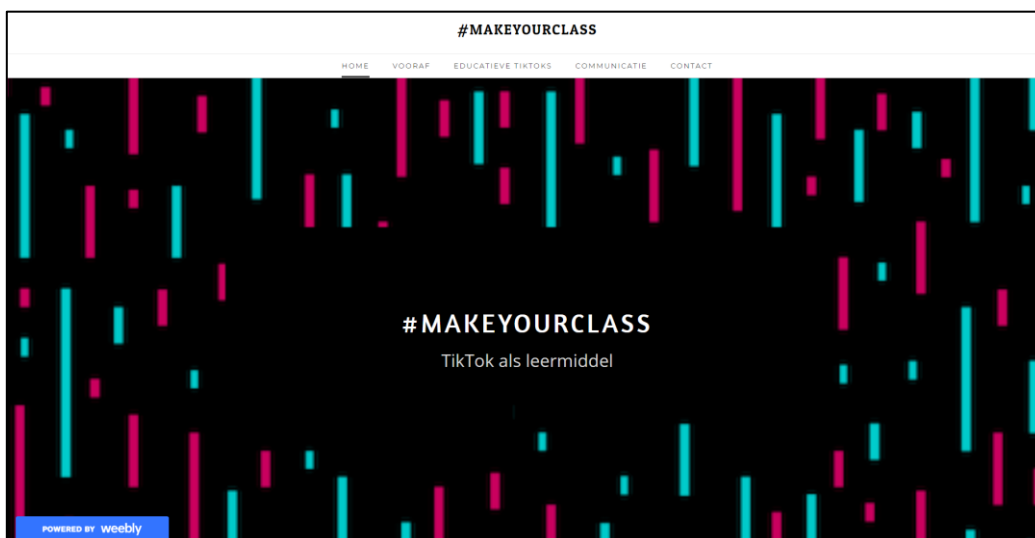 #MAKEYOURCLASS
HOME VOORAF EDUCATIEVE TIKTOKS COMMUNICATIE CONTACT
#MAKEYOURCLASS
TikTok als leermiddel
POWERED BY weebly